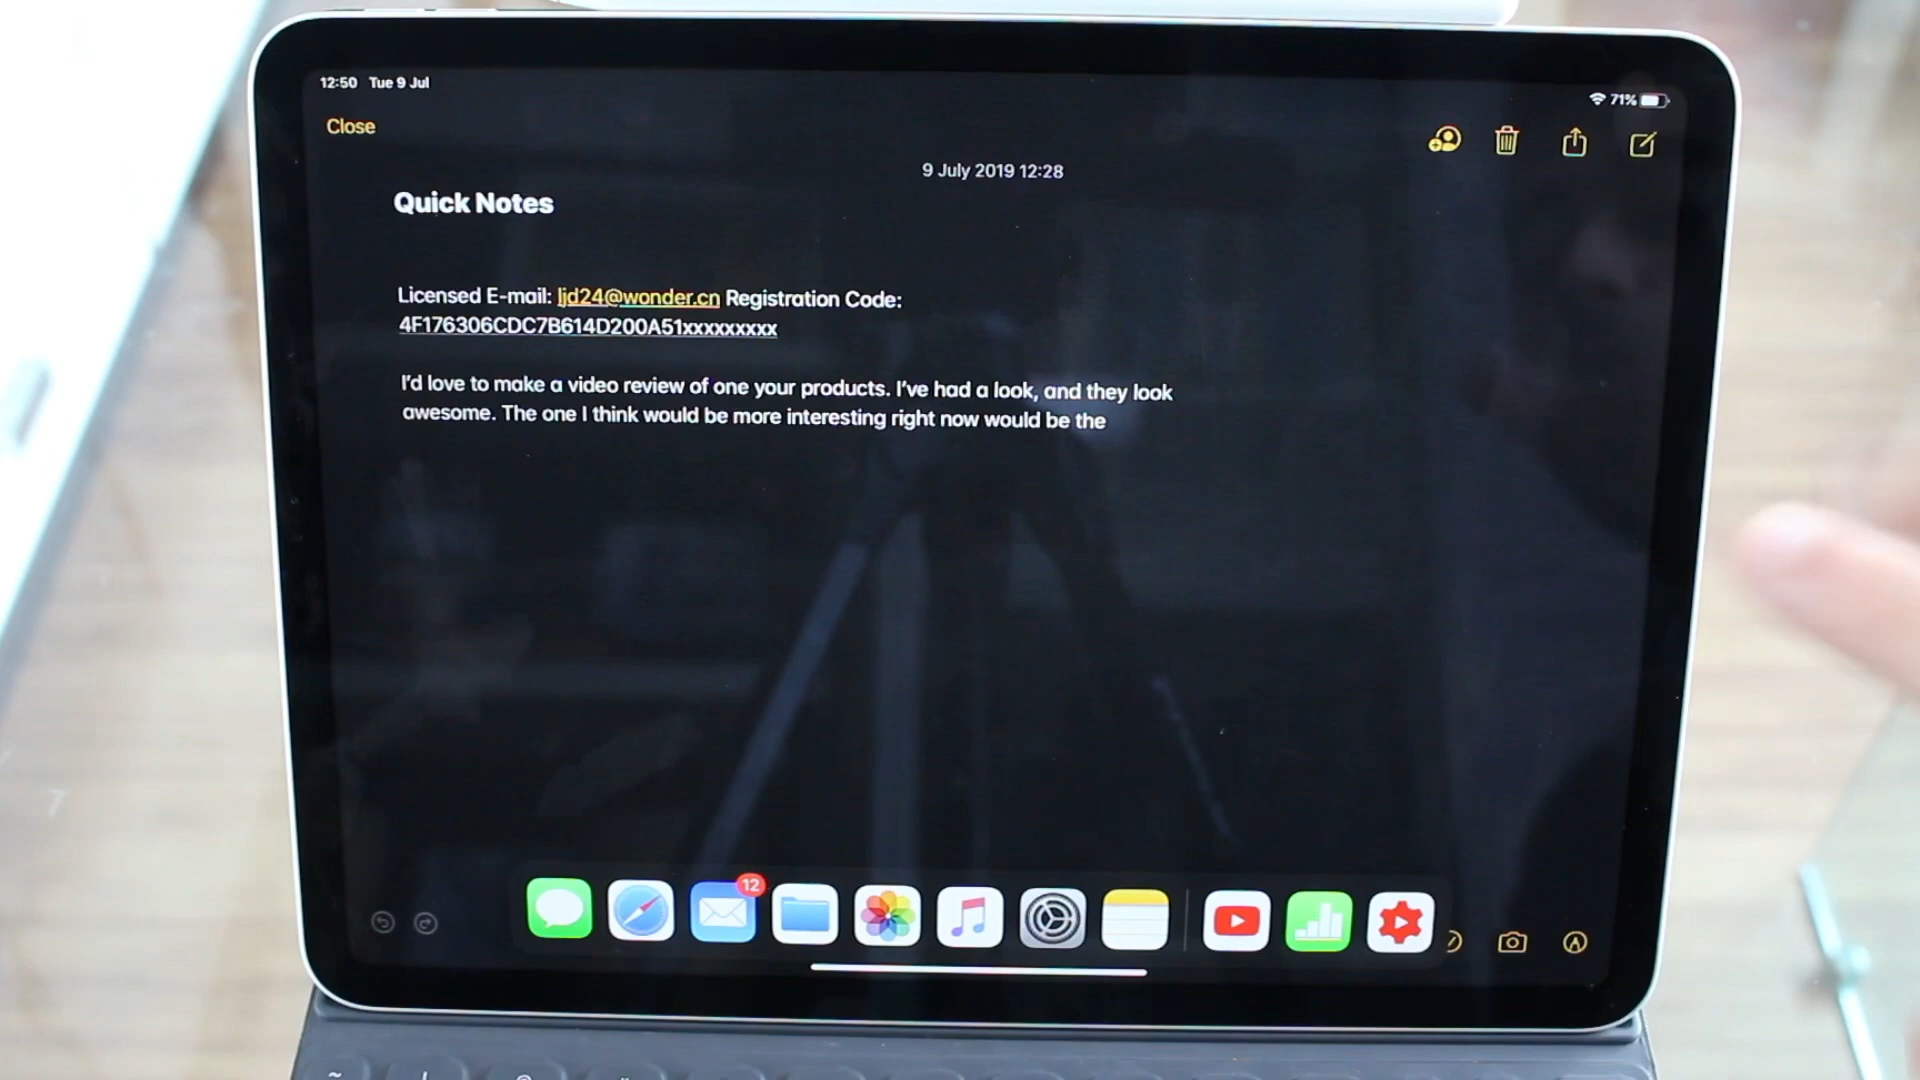 12:50 Tue 9 Jul
71%
Close
9 July 2019 12:28
Quick Notes
Licensed E-mail: ljd24@wonder.cn Registration Code:
4F176306CDC7B614D200A51xxxxxxxxx
I'd love to make a video review of one your products. I've had a look, and they look
awesome. The one I think would be more interesting right now would be the
12